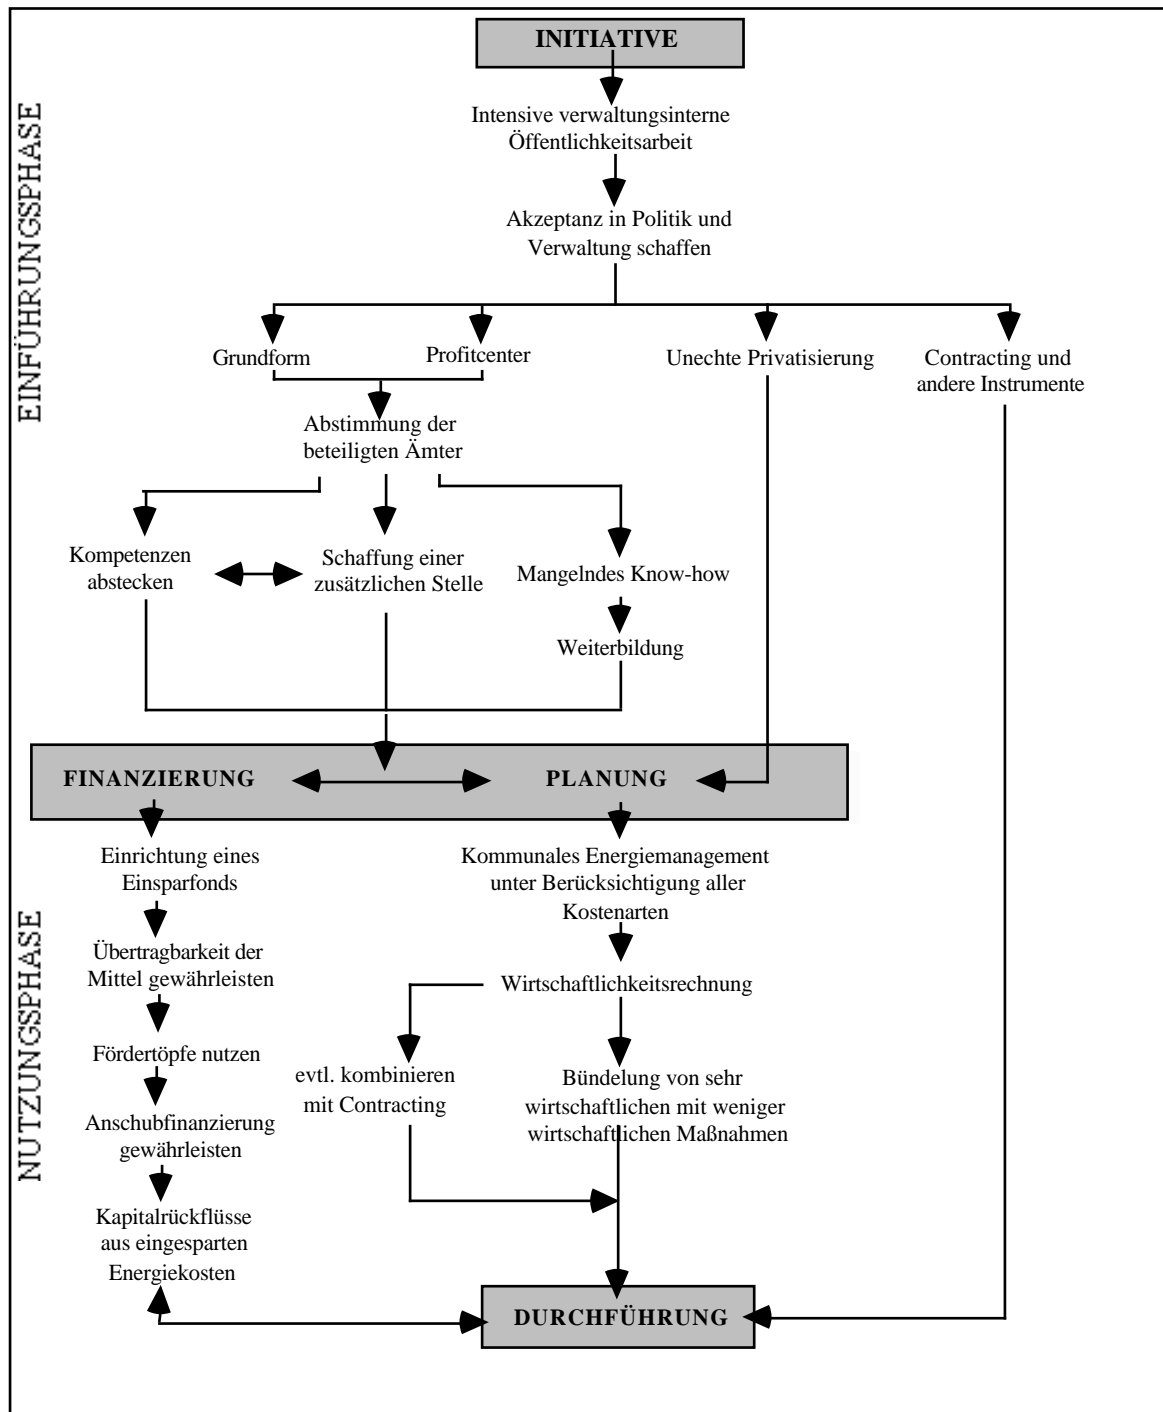 INITIATIVE
EINFÜHRUNGSPHASE
Intensive verwaltungsinterne
Öffentlichkeitsarbeit
Akzeptanz in Politik und
Verwaltung schaffen
Grundform
Profitcenter
Unechte Privatisierung
Contracting und
andere Instrumente
Abstimmung der
beteiligten Ämter
Kompetenzen
abstecken
Schaffung einer
zusätzlichen Stelle
Mangelndes Know-how
Weiterbildung
FINANZIERUNG
PLANUNG
NUTZUNGSPHASE
Einrichtung eines
Einsparfonds
Übertragbarkeit der
Mittel gewährleisten
Fördertöpfe nutzen
Anschubfinanzierung
gewährleisten
Kapitalrückflüsse
aus eingesparten
Energiekosten
Kommunales Energiemanagement
unter Berücksichtigung aller
Kostenarten
Wirtschaftlichkeitsrechnung
evtl. kombinieren
mit Contracting
Bündelung von sehr
wirtschaftlichen mit weniger
wirtschaftlichen Maßnahmen
DURCHFÜHRUNG